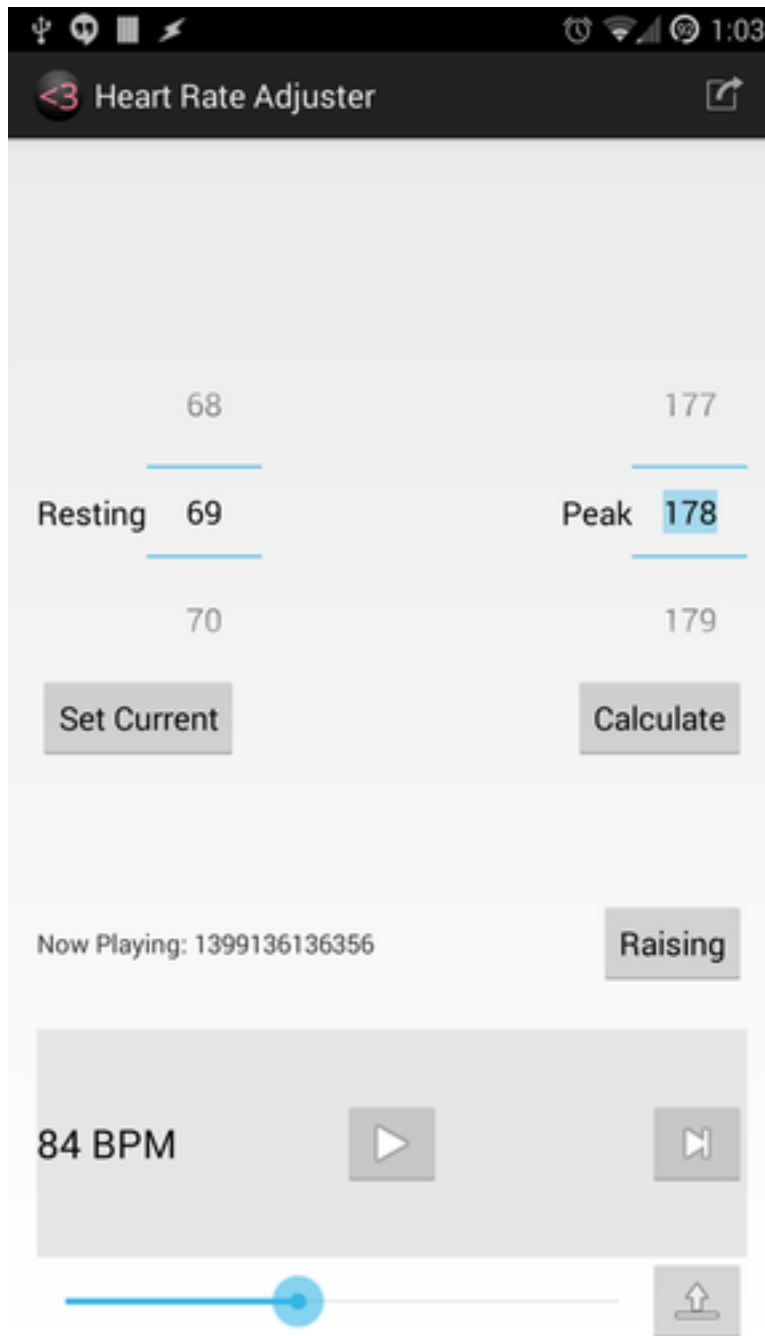 92 1:03
<3 Heart Rate Adjuster
68 177
Resting 69 Peak 178
70 179
Set Current Calculate
Now Playing: 1399136136356 Raising
84 BPM